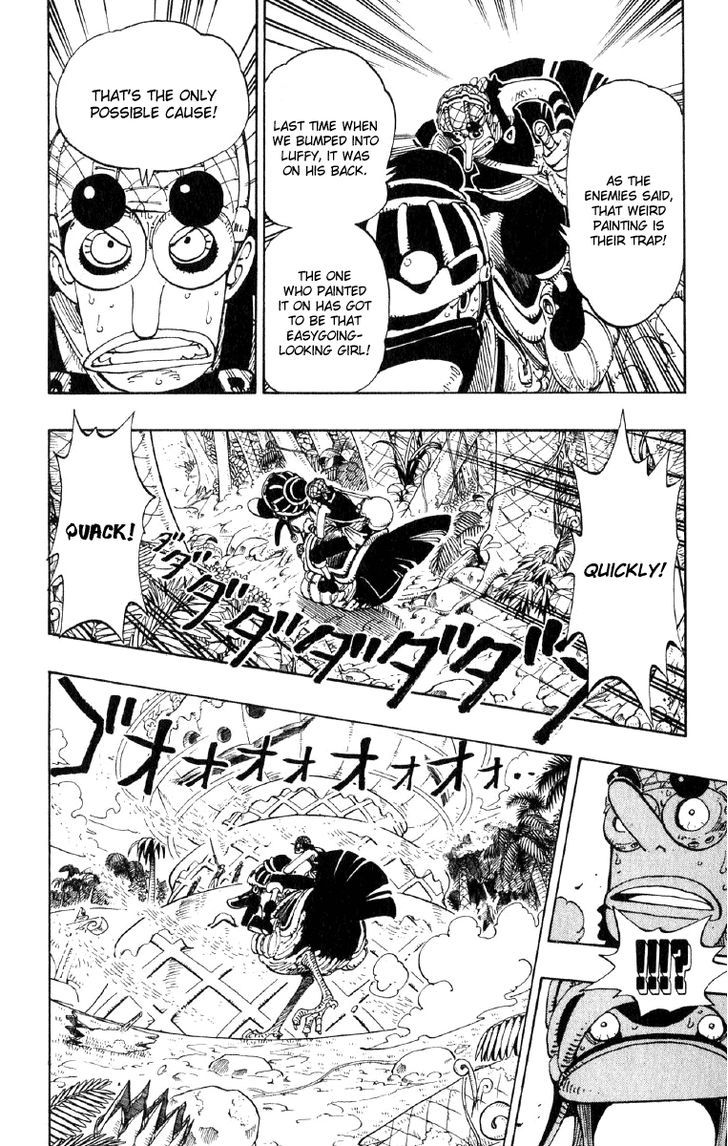 AS THE
ENEMIES SAID,
THAT WEIRD
PAINTING IS
THEIR TRAP!
LAST TIME WHEN
WE BUMPED INTO
LUFFY, IT WAS
ON HIS BACK.
THE ONE
WHO PAINTED
IT ON HAS GOT
TO BE THAT
EASYGOING-
LOOKING GIRL!
THAT'S THE ONLY
POSSIBLE CAUSE!
QUICKLY!
QUACK!
ダダダダダダダダダ
!!!?
ゴオオオオオオオオ…